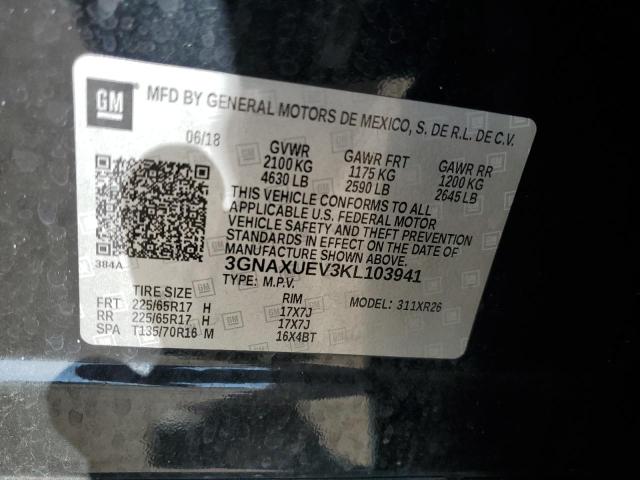 GM
MFD BY GENERAL MOTORS DE MEXICO, S. DE R.L. DE C.V.
06/18
GVWR GAWR FRT GAWR RR
2100 KG 1175 KG 1200 KG
4630 LB 2590 LB 2645 LB
THIS VEHICLE CONFORMS TO ALL
APPLICABLE U.S. FEDERAL MOTOR
VEHICLE SAFETY AND THEFT PREVENTION
STANDARDS IN EFFECT ON THE DATE OF
MANUFACTURE SHOWN ABOVE.
384A
3GNAXUEV3KL103941
TYPE: M.P.V.
TIRE SIZE RIM MODEL: 311XR26
FRT 225/65R17 H 17X7J
RR 225/65R17 H 17X7J
SPA T135/70R16 M 16X4BT